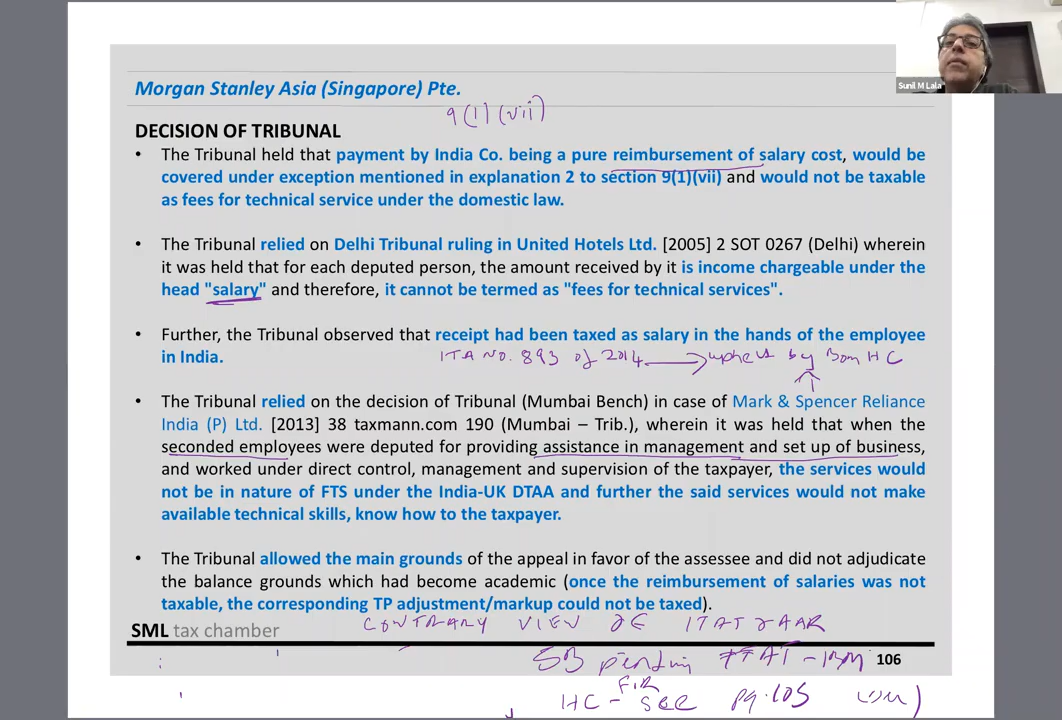 Sunil M Lala
Morgan Stanley Asia (Singapore) Pte.
9(1)(vii)
DECISION OF TRIBUNAL
• The Tribunal held that payment by India Co. being a pure reimbursement of salary cost, would be
covered under exception mentioned in explanation 2 to section 9(1)(vii) and would not be taxable
as fees for technical service under the domestic law.
• The Tribunal relied on Delhi Tribunal ruling in United Hotels Ltd. [2005] 2 SOT 0267 (Delhi) wherein
it was held that for each deputed person, the amount received by it is income chargeable under the
head "salary" and therefore, it cannot be termed as "fees for technical services".
• Further, the Tribunal observed that receipt had been taxed as salary in the hands of the employee
in India.
ITA NO. 893 of 2014 upheld by Bom HC
• The Tribunal relied on the decision of Tribunal (Mumbai Bench) in case of Mark & Spencer Reliance
India (P) Ltd. [2013] 38 taxmann.com 190 (Mumbai – Trib.), wherein it was held that when the
seconded employees were deputed for providing assistance in management and set up of business,
and worked under direct control, management and supervision of the taxpayer, the services would
not be in nature of FTS under the India-UK DTAA and further the said services would not make
available technical skills, know how to the taxpayer.
• The Tribunal allowed the main grounds of the appeal in favor of the assessee and did not adjudicate
the balance grounds which had become academic (once the reimbursement of salaries was not
taxable, the corresponding TP adjustment/markup could not be taxed).
CONTRARY VIEW OF ITAT & AAR
SML tax chamber
SB pending ITAT 106
HC - see pg. 105